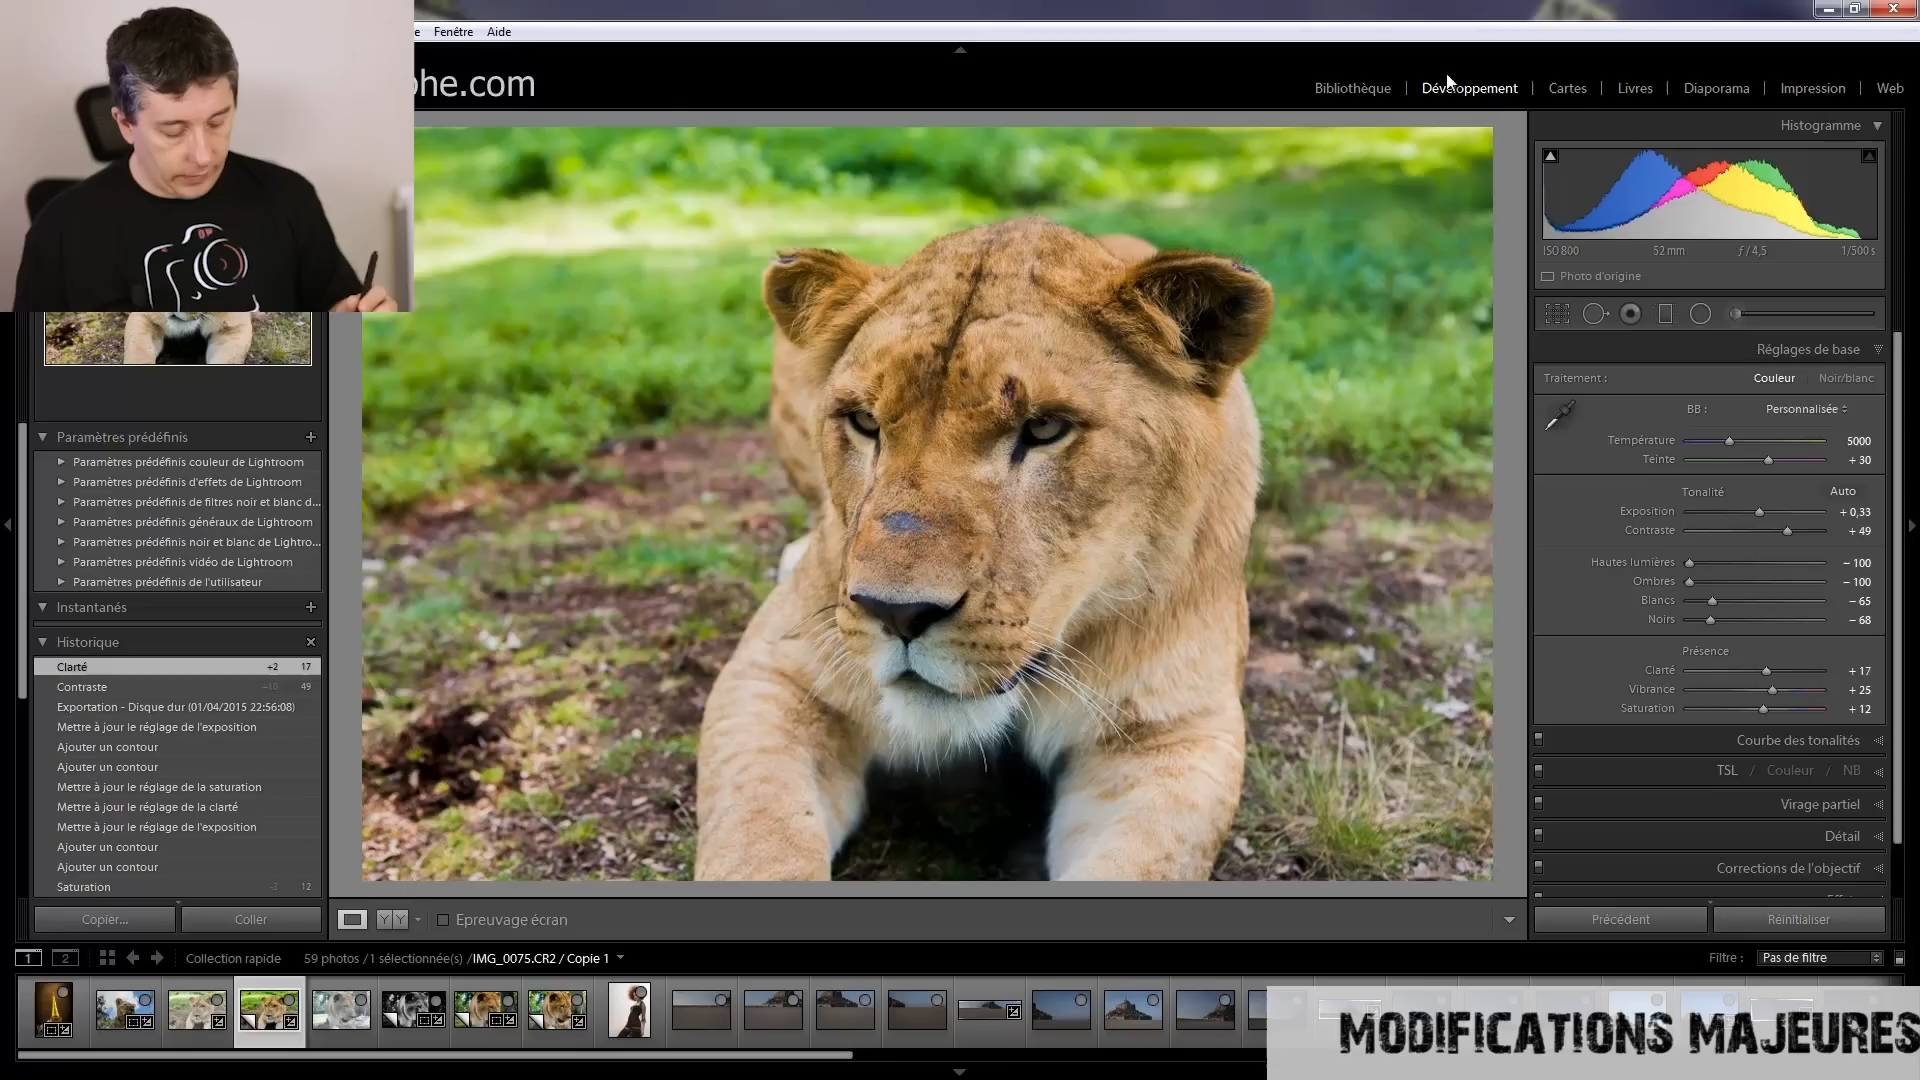 Fenêtre Aide
phe.com
Bibliothèque | Développement | Cartes | Livres | Diaporama | Impression | Web
Histogramme
ISO 800 52 mm ƒ / 4,5 1/500 s
Photo d'origine
Réglages de base
Traitement : Couleur Noir/blanc
BB : Personnalisée
Température 5000
Teinte + 30
Tonalité Auto
Exposition + 0,33
Contraste + 49
Hautes lumières − 100
Ombres − 100
Blancs − 65
Noirs − 68
Présence
Clarté + 17
Vibrance + 25
Saturation + 12
Courbe des tonalités
TSL / Couleur / NB
Virage partiel
Détail
Corrections de l'objectif
Précédent Réinitialiser
Paramètres prédéfinis
Paramètres prédéfinis couleur de Lightroom
Paramètres prédéfinis d'effets de Lightroom
Paramètres prédéfinis de filtres noir et blanc d...
Paramètres prédéfinis généraux de Lightroom
Paramètres prédéfinis noir et blanc de Lightro...
Paramètres prédéfinis vidéo de Lightroom
Paramètres prédéfinis de l'utilisateur
Instantanés
Historique
Clarté +2 17
Contraste −10 49
Exportation - Disque dur (01/04/2015 22:56:08)
Mettre à jour le réglage de l'exposition
Ajouter un contour
Ajouter un contour
Mettre à jour le réglage de la saturation
Mettre à jour le réglage de la clarté
Mettre à jour le réglage de l'exposition
Ajouter un contour
Ajouter un contour
Saturation 12
Copier... Coller
Y Y Epreuvage écran
1 2 Collection rapide 59 photos /1 sélectionnée(s) /IMG_0075.CR2 / Copie 1
Filtre : Pas de filtre
MODIFICATIONS MAJEURES